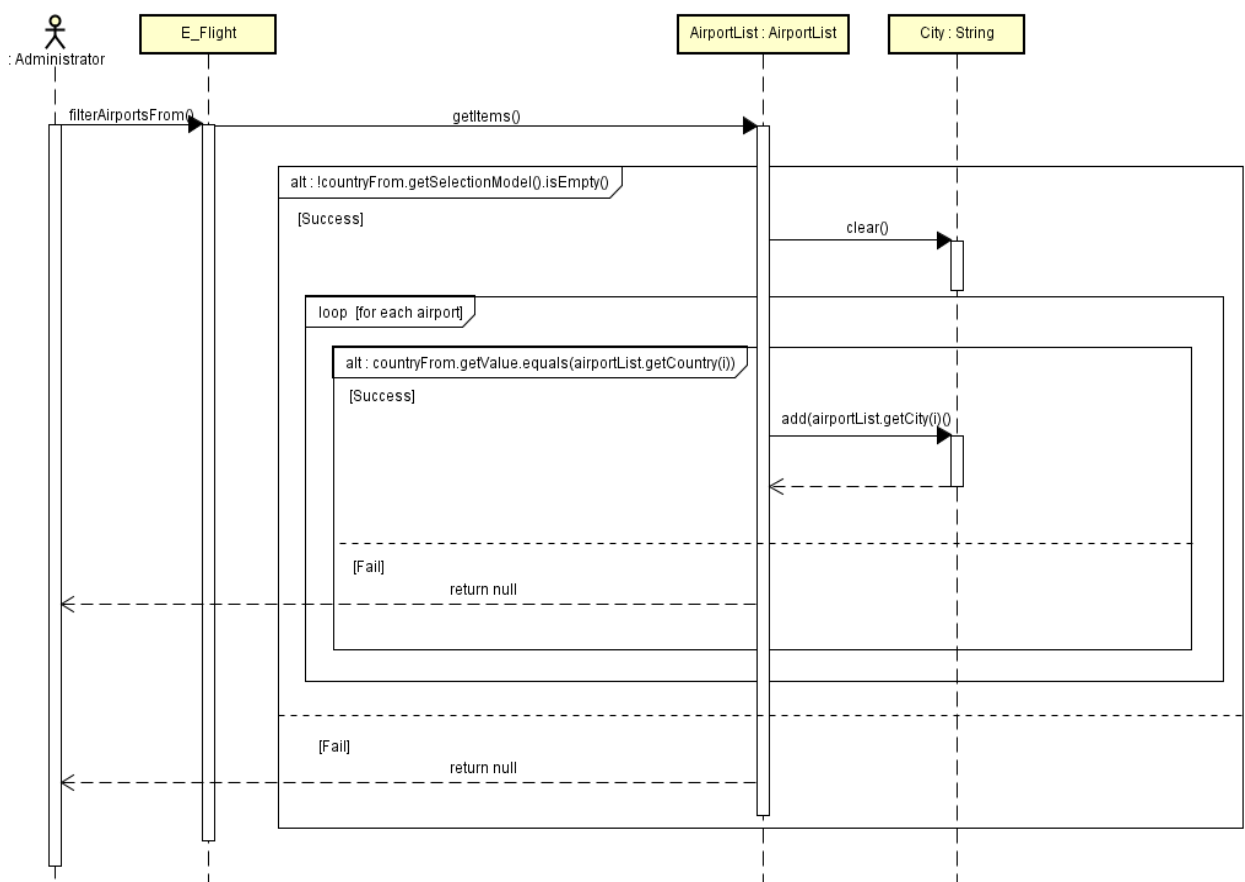 E_Flight
AirportList : AirportList
City : String
: Administrator
filterAirportsFrom()
getItems()
alt : !countryFrom.getSelectionModel().isEmpty()
[Success]
clear()
loop [for each airport]
alt : countryFrom.getValue.equals(airportList.getCountry(i))
[Success]
add(airportList.getCity(i)()
[Fail]
return null
[Fail]
return null